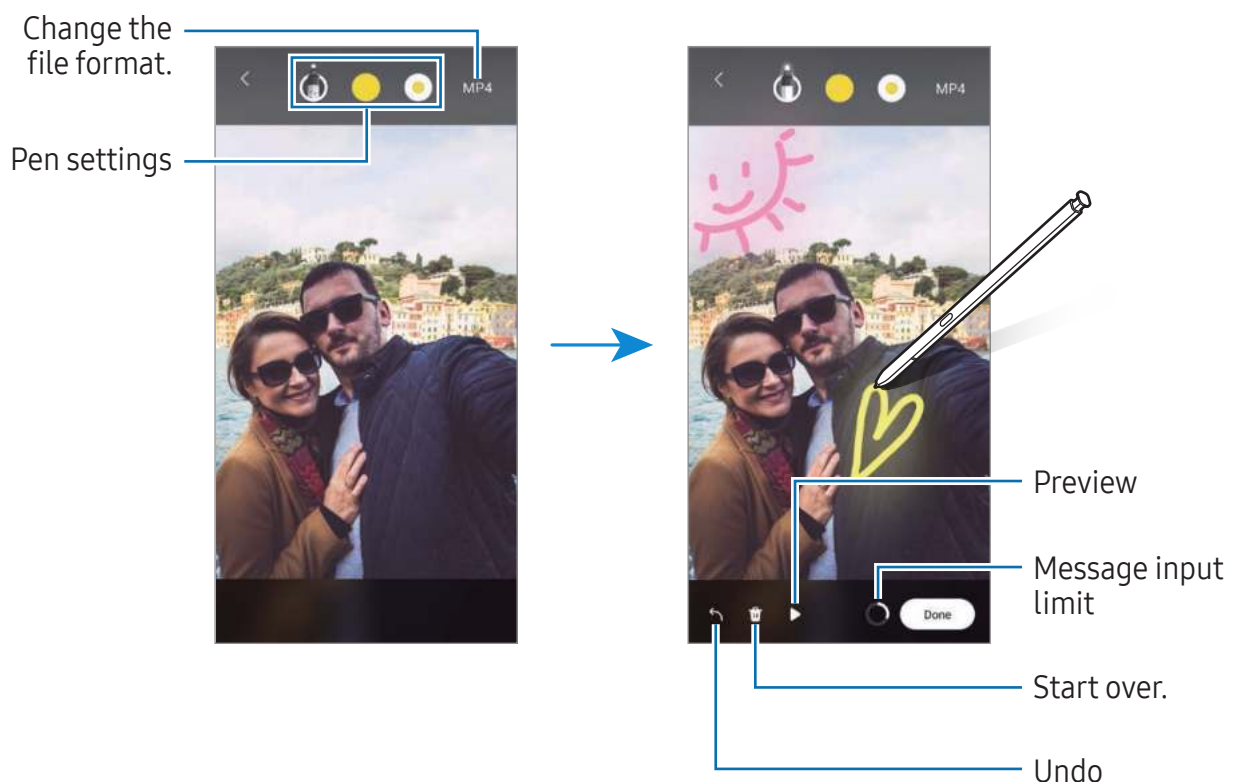 Change the
file format.
MP4
MP4
Pen settings
Preview
Message input
limit
Done
Start over.
Undo